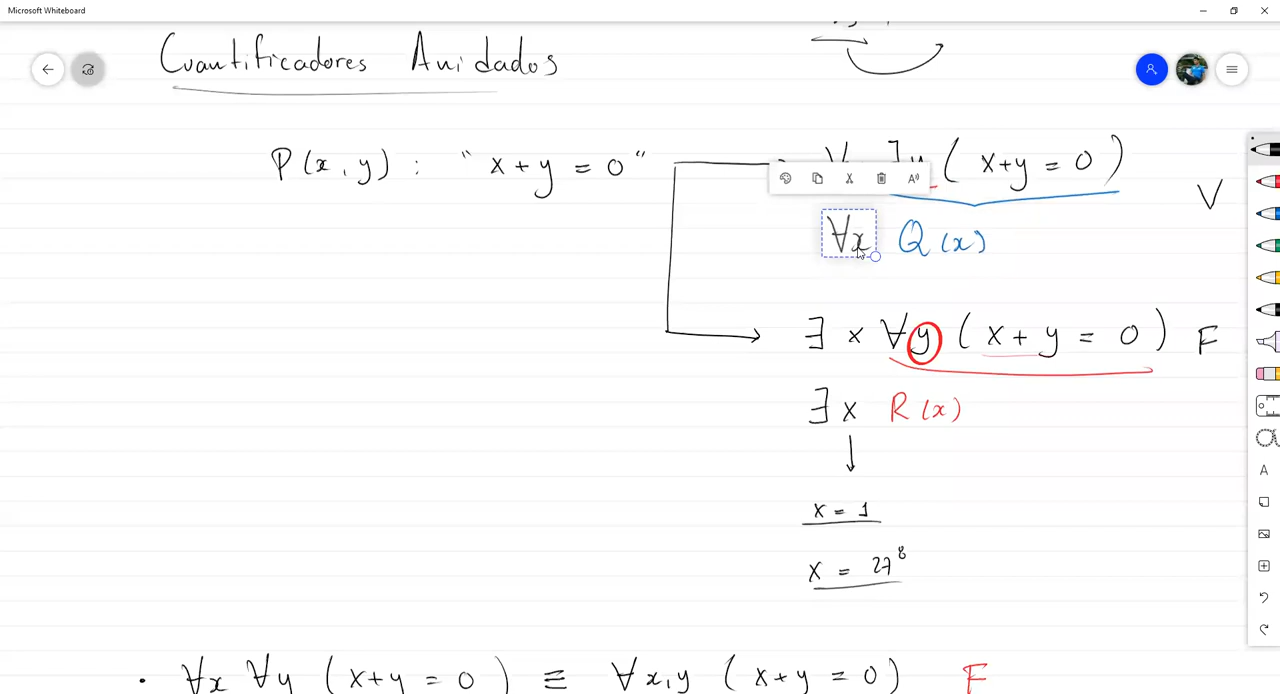 Microsoft Whiteboard
Cuantificadores Anidados
P(x,y) : "x+y = 0"
∃y (x+y = 0) V
∀x Q(x)
∃x ∀y (x+y = 0) F
∃x R(x)
x = 1
x = 27⁸
• ∀x ∀y (x+y = 0) ≡ ∀x,y (x+y = 0) F